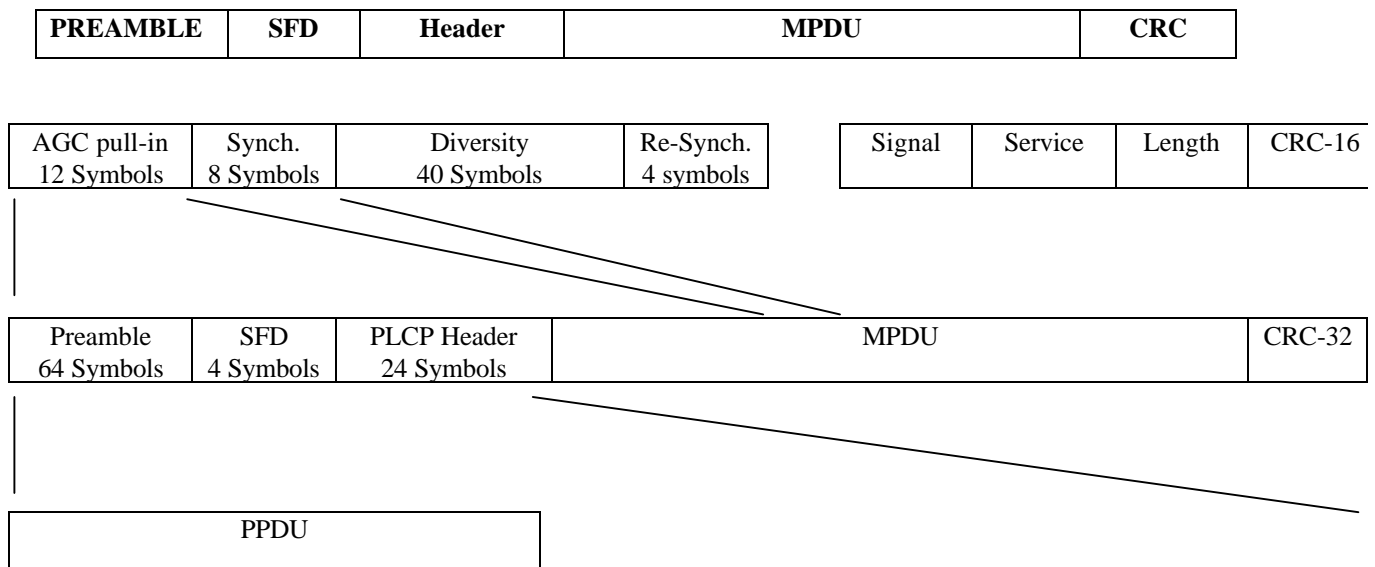 PREAMBLE SFD Header MPDU CRC
AGC pull-in Synch. Diversity Re-Synch. Signal Service Length CRC-16
12 Symbols 8 Symbols 40 Symbols 4 symbols
Preamble SFD PLCP Header MPDU CRC-32
64 Symbols 4 Symbols 24 Symbols
PPDU